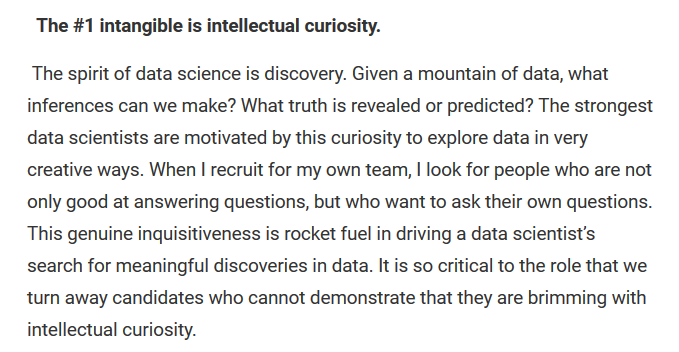 The #1 intangible is intellectual curiosity.
The spirit of data science is discovery. Given a mountain of data, what
inferences can we make? What truth is revealed or predicted? The strongest
data scientists are motivated by this curiosity to explore data in very
creative ways. When I recruit for my own team, I look for people who are not
only good at answering questions, but who want to ask their own questions.
This genuine inquisitiveness is rocket fuel in driving a data scientist’s
search for meaningful discoveries in data. It is so critical to the role that we
turn away candidates who cannot demonstrate that they are brimming with
intellectual curiosity.